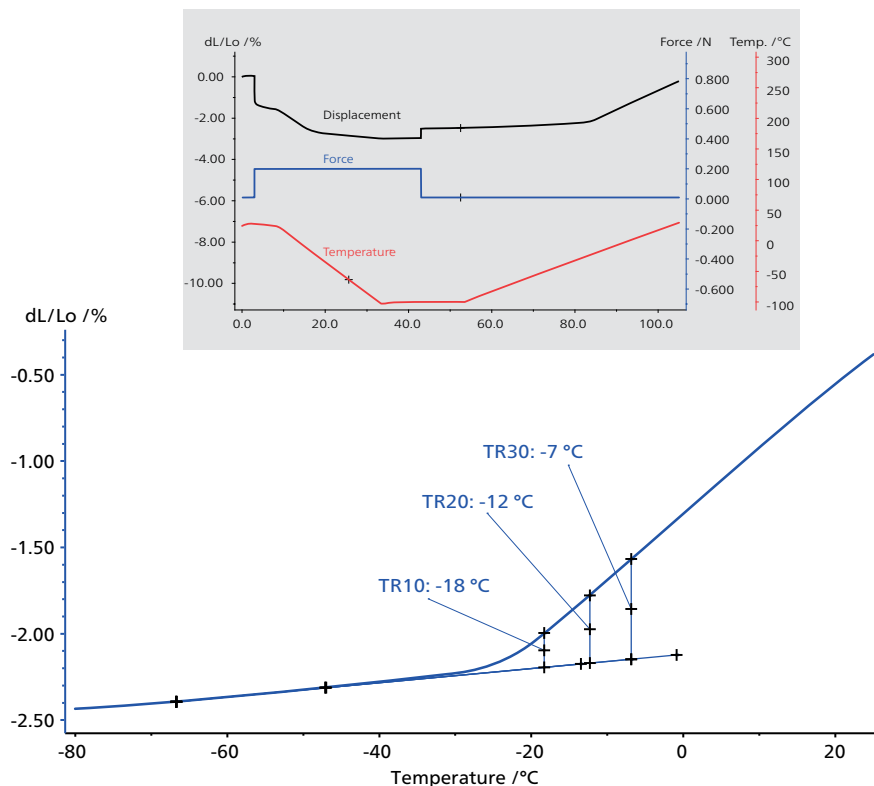 dL/Lo /% Force /N Temp. /°C
300
0.00 0.800
250
Displacement 0.600
200
-2.00
0.400 150
-4.00 Force 0.200 100
-6.00 0.000 50
-0.200
-8.00 Temperature 0
-0.400
-50
-10.00 -0.600
-100
0.0 20.0 40.0 60.0 80.0 100.0
dL/Lo /%
-0.50
TR30: -7 °C
-1.00
TR20: -12 °C
-1.50
TR10: -18 °C
-2.00
-2.50
-80 -60 -40 -20 0 20
Temperature /°C